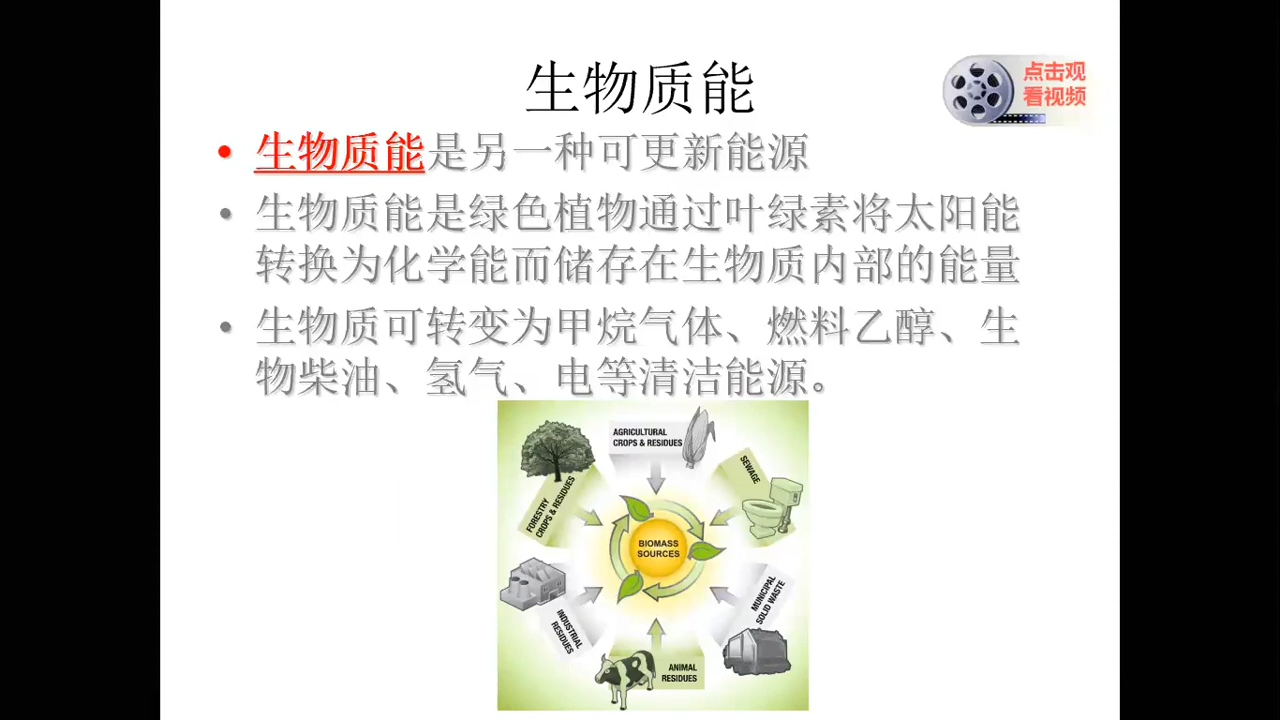 生物质能
点击观
看视频
• 生物质能是另一种可更新能源
• 生物质能是绿色植物通过叶绿素将太阳能
转换为化学能而储存在生物质内部的能量
• 生物质可转变为甲烷气体、燃料乙醇、生
物柴油、氢气、电等清洁能源。
AGRICULTURAL
CROPS & RESIDUES
SEWAGE
FORESTRY
CROPS & RESIDUES
BIOMASS
SOURCES
MUNICIPAL
SOLID WASTE
INDUSTRIAL
RESIDUES
ANIMAL
RESIDUES